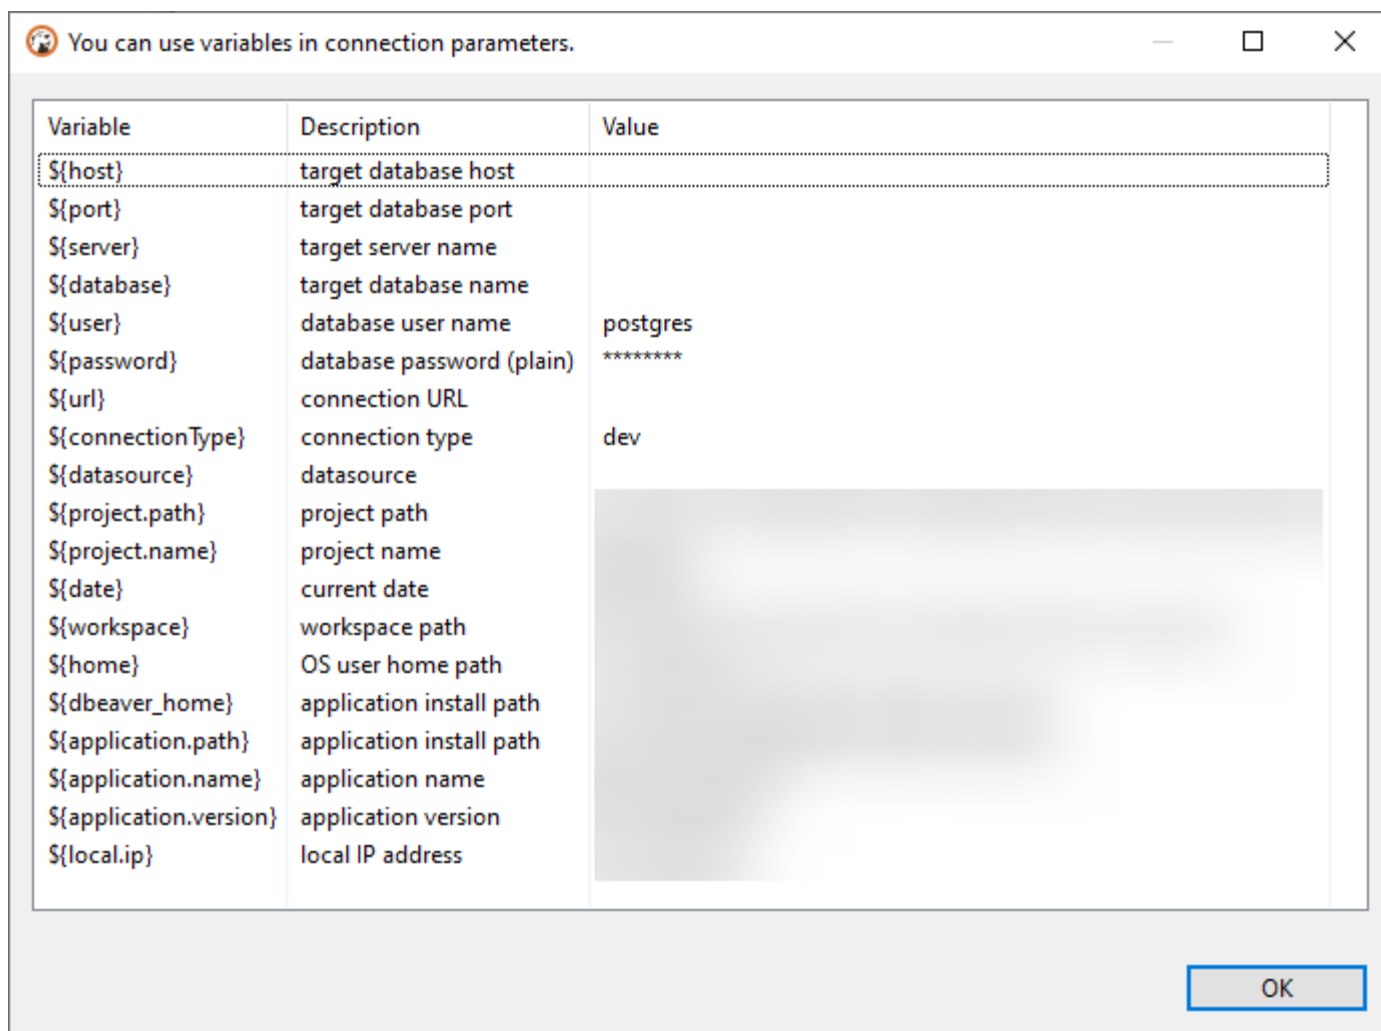 You can use variables in connection parameters.
Variable Description Value
${host} target database host
${port} target database port
${server} target server name
${database} target database name
${user} database user name postgres
${password} database password (plain) ********
${url} connection URL
${connectionType} connection type dev
${datasource} datasource
${project.path} project path
${project.name} project name
${date} current date
${workspace} workspace path
${home} OS user home path
${dbeaver_home} application install path
${application.path} application install path
${application.name} application name
${application.version} application version
${local.ip} local IP address
OK